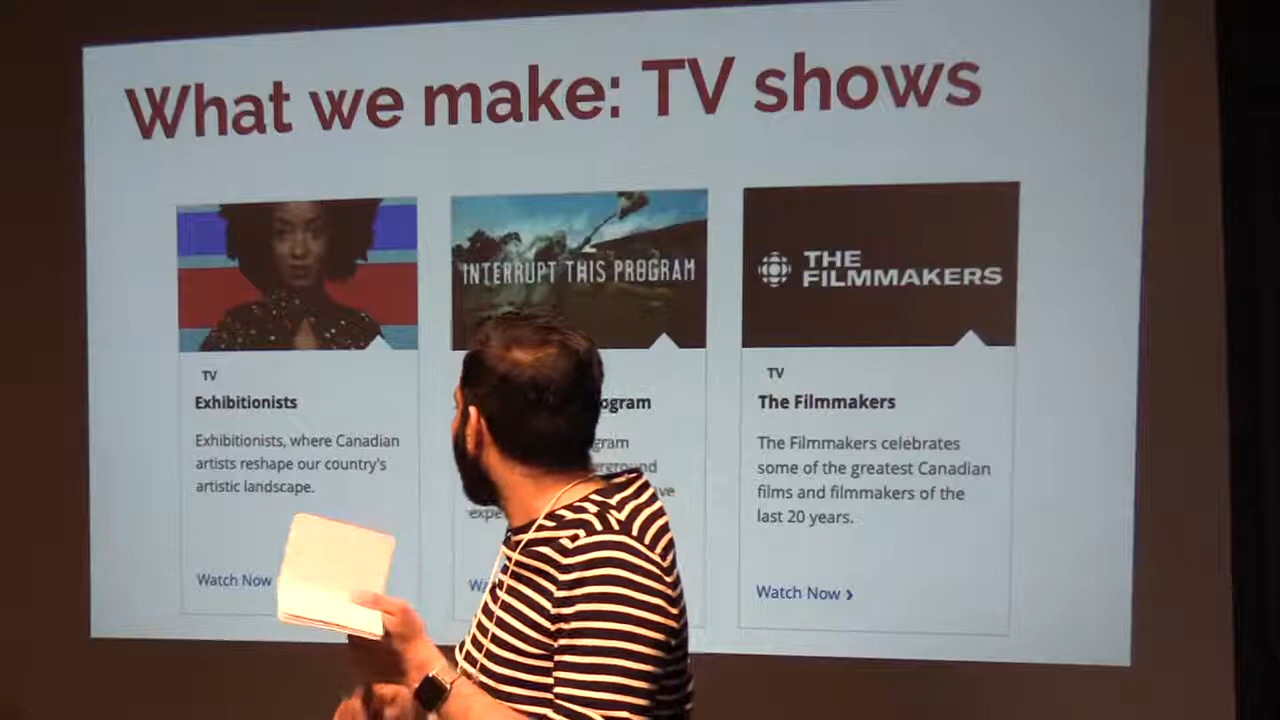 What we make: TV shows
INTERRUPT THIS PROGRAM
THE
FILMMAKERS
TV
Exhibitionists
Exhibitionists, where Canadian
artists reshape our country's
artistic landscape.
Watch Now
TV
The Filmmakers
The Filmmakers celebrates
some of the greatest Canadian
films and filmmakers of the
last 20 years.
Watch Now ›